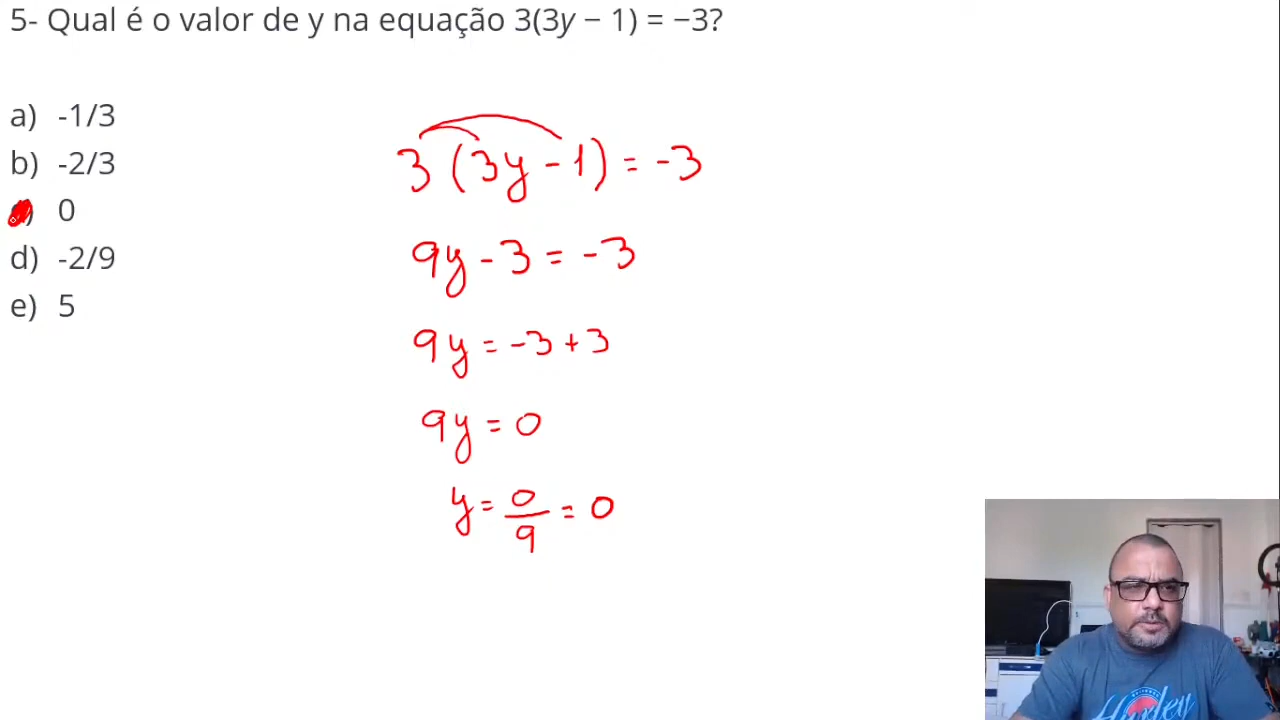 5- Qual é o valor de y na equação 3(3y − 1) = −3?
a) -1/3
b) -2/3
0
d) -2/9
e) 5
3 (3y - 1) = -3
9y - 3 = -3
9y = -3 + 3
9y = 0
y = 0/9 = 0